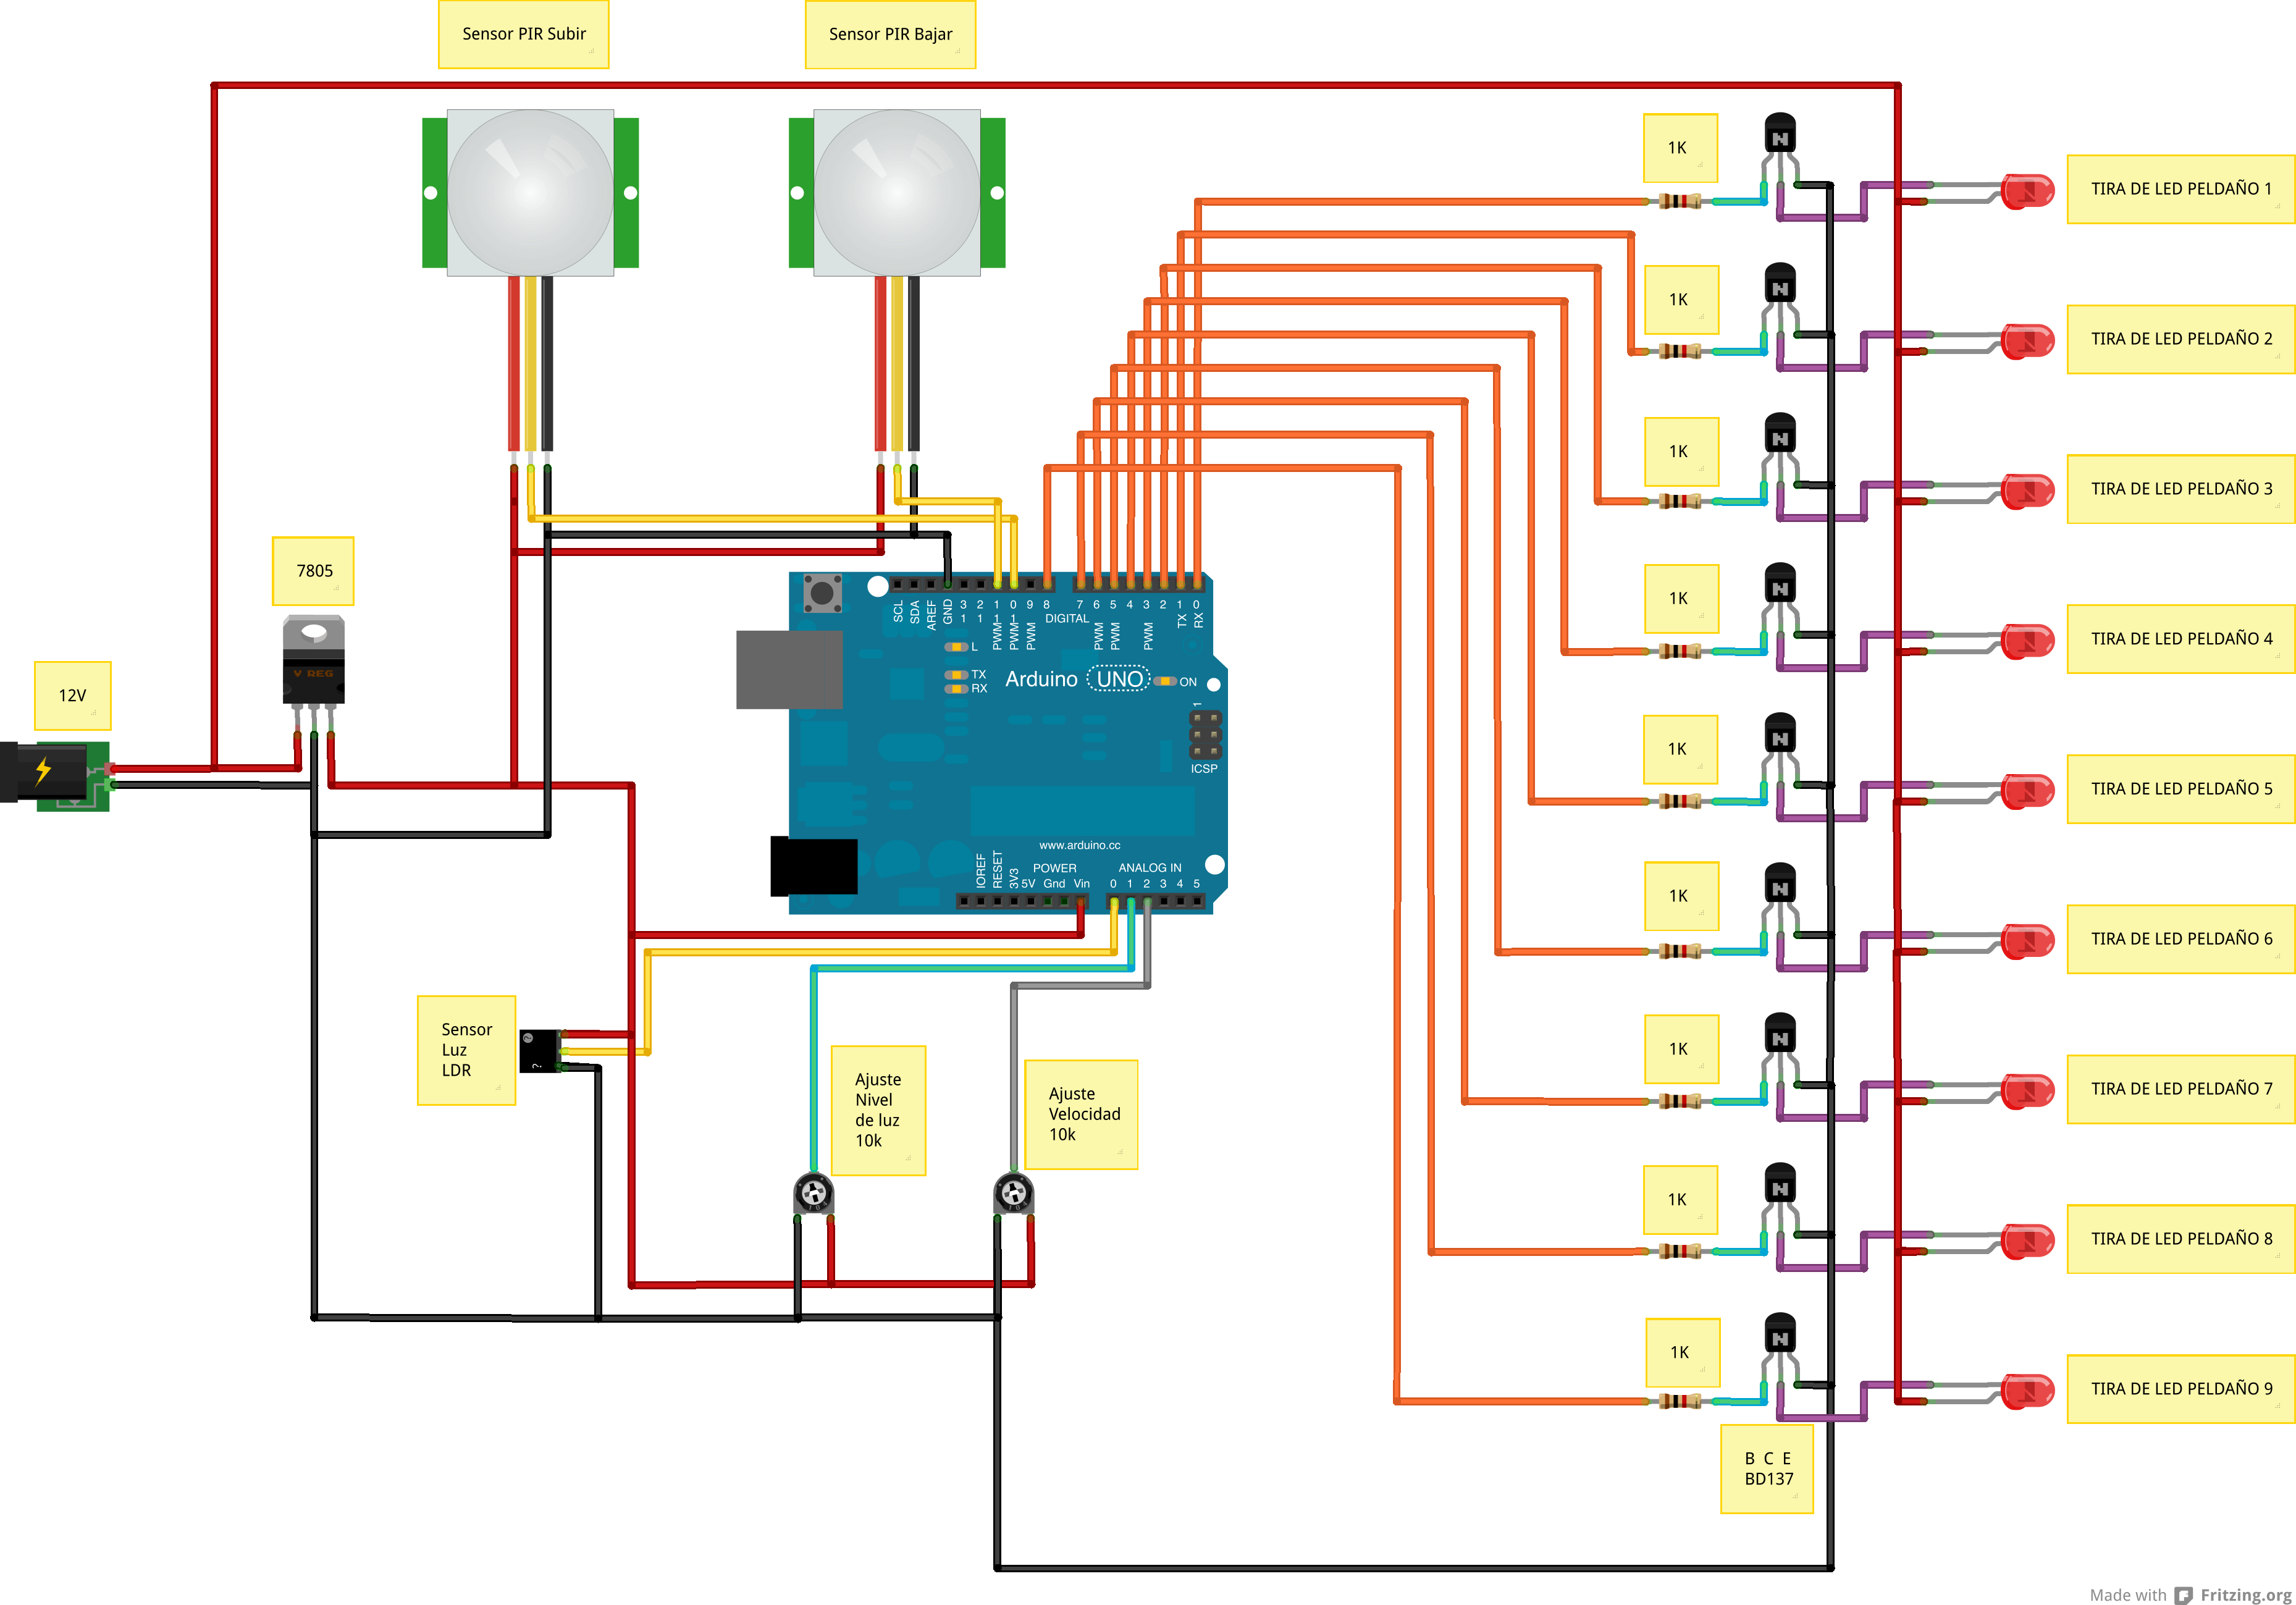 Sensor PIR Subir
Sensor PIR Bajar
1K
TIRA DE LED PELDAÑO 1
1K
TIRA DE LED PELDAÑO 2
1K
TIRA DE LED PELDAÑO 3
7805
V REG
12V
SCL
SDA
AREF
GND
13
12
PWM 11
PWM 10
PWM 9
8
DIGITAL
7
PWM 6
PWM 5
4
PWM 3
2
TX 1
RX 0
L
TX
RX
Arduino UNO
ON
1
ICSP
www.arduino.cc
POWER
ANALOG IN
IOREF
RESET
3V3
5V Gnd Vin
0 1 2 3 4 5
1K
TIRA DE LED PELDAÑO 4
1K
TIRA DE LED PELDAÑO 5
1K
TIRA DE LED PELDAÑO 6
Sensor
Luz
LDR
Ajuste
Nivel
de luz
10k
Ajuste
Velocidad
10k
1K
TIRA DE LED PELDAÑO 7
1K
TIRA DE LED PELDAÑO 8
1K
TIRA DE LED PELDAÑO 9
B C E
BD137
Made with Fritzing.org